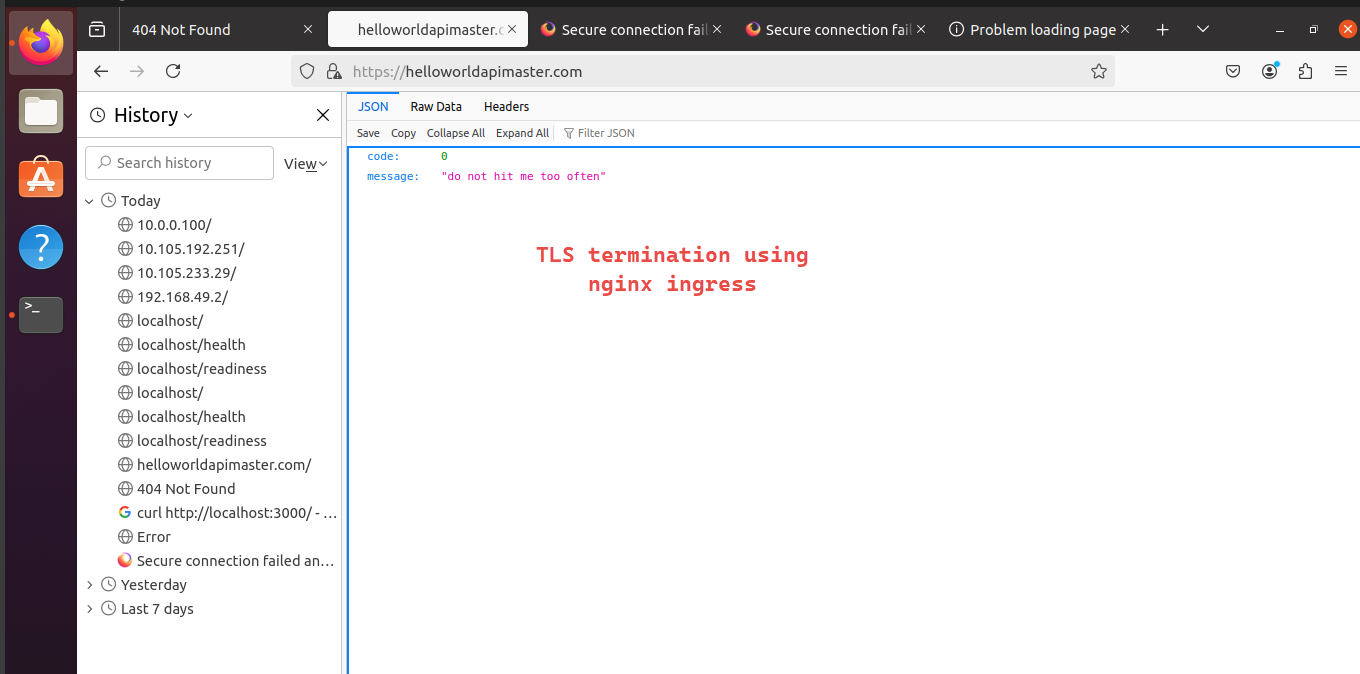 404 Not Found
helloworldapimaster.c
Secure connection fail
Secure connection fail
Problem loading page
https://helloworldapimaster.com
History
Search history
View
Today
10.0.0.100/
10.105.192.251/
10.105.233.29/
192.168.49.2/
localhost/
localhost/health
localhost/readiness
localhost/
localhost/health
localhost/readiness
helloworldapimaster.com/
404 Not Found
curl http://localhost:3000/ - …
Error
Secure connection failed an…
Yesterday
Last 7 days
JSON Raw Data Headers
Save Copy Collapse All Expand All Filter JSON
code: 0
message: "do not hit me too often"
TLS termination using
nginx ingress